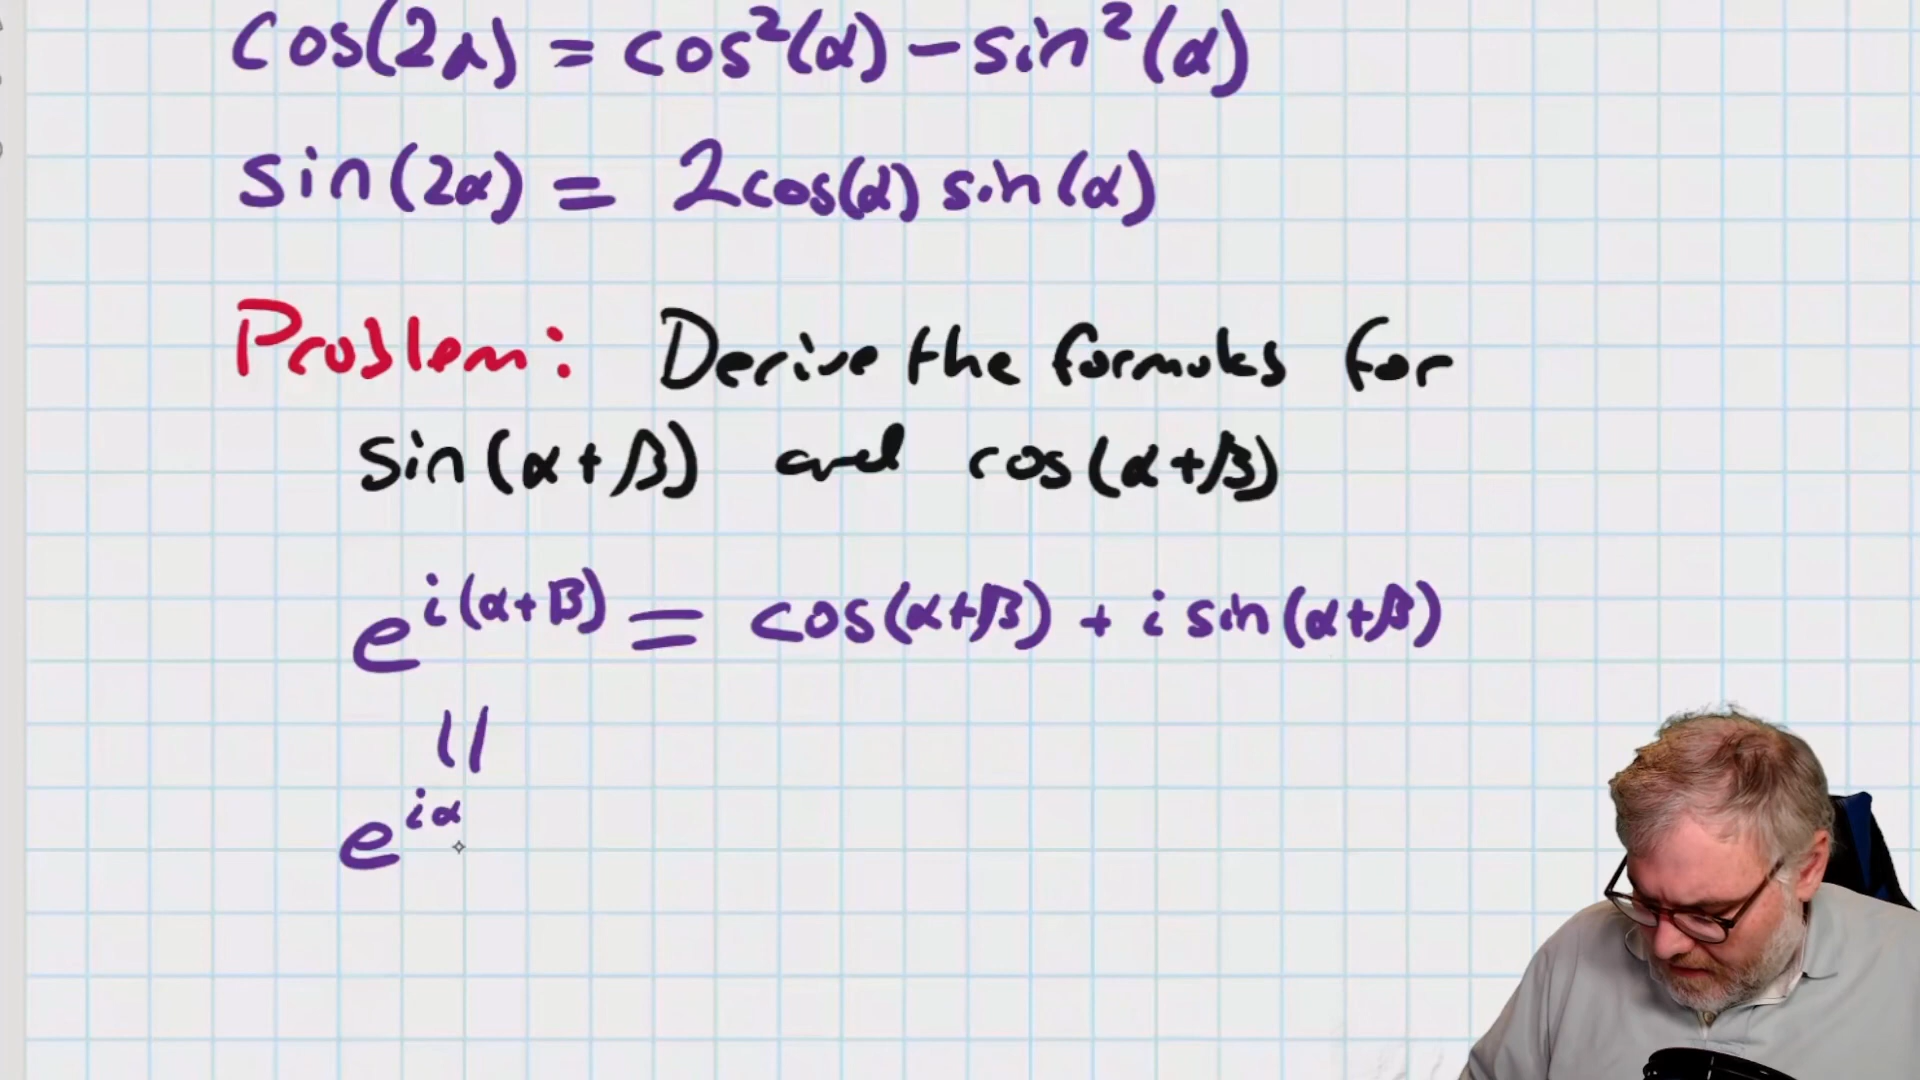 cos(2α) = cos²(α) – sin²(α)
sin(2α) = 2cos(α) sin(α)
Problem: Derive the formulas for
sin(α+β) and cos(α+β)
e^{i(α+β)} = cos(α+β) + i sin(α+β)
||
e^{iα}